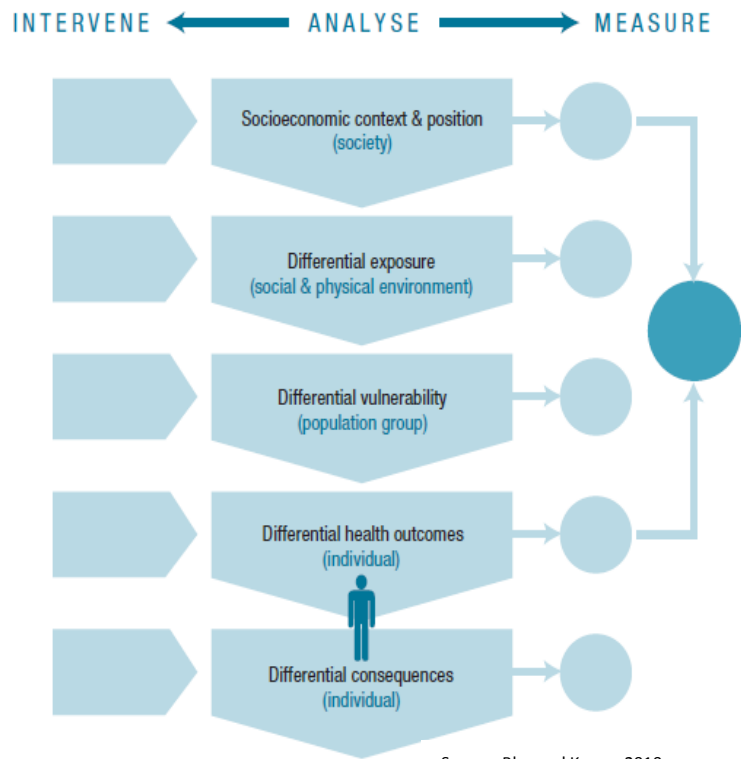 INTERVENE ANALYSE MEASURE
Socioeconomic context & position
(society)
Differential exposure
(social & physical environment)
Differential vulnerability
(population group)
Differential health outcomes
(individual)
Differential consequences
(individual)